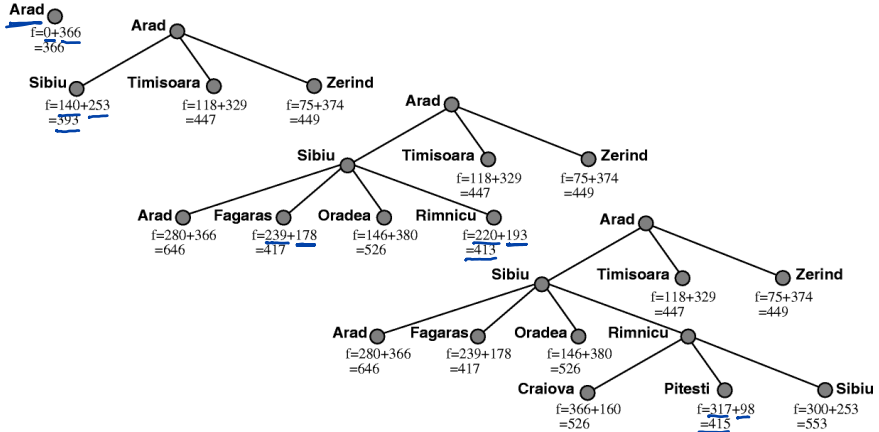 Arad
f=0+366
=366
Arad
Sibiu
Timisoara
Zerind
f=140+253
=393
f=118+329
=447
f=75+374
=449
Arad
Sibiu
Timisoara
Zerind
f=118+329
=447
f=75+374
=449
Arad
Fagaras
Oradea
Rimnicu
f=280+366
=646
f=239+178
=417
f=146+380
=526
f=220+193
=413
Arad
Sibiu
Timisoara
Zerind
f=118+329
=447
f=75+374
=449
Arad
Fagaras
Oradea
Rimnicu
f=280+366
=646
f=239+178
=417
f=146+380
=526
Craiova
Pitesti
Sibiu
f=366+160
=526
f=317+98
=415
f=300+253
=553